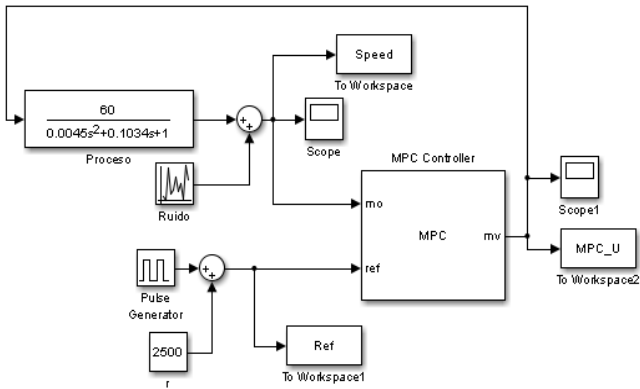 Speed
To Workspace
60
0.0045s²+0.1034s+1
Proceso
+
+
Scope
Ruido
MPC Controller
mo
MPC
mv
ref
Scope1
MPC_U
To Workspace2
+
+
Pulse
Generator
2500
r
Ref
To Workspace1